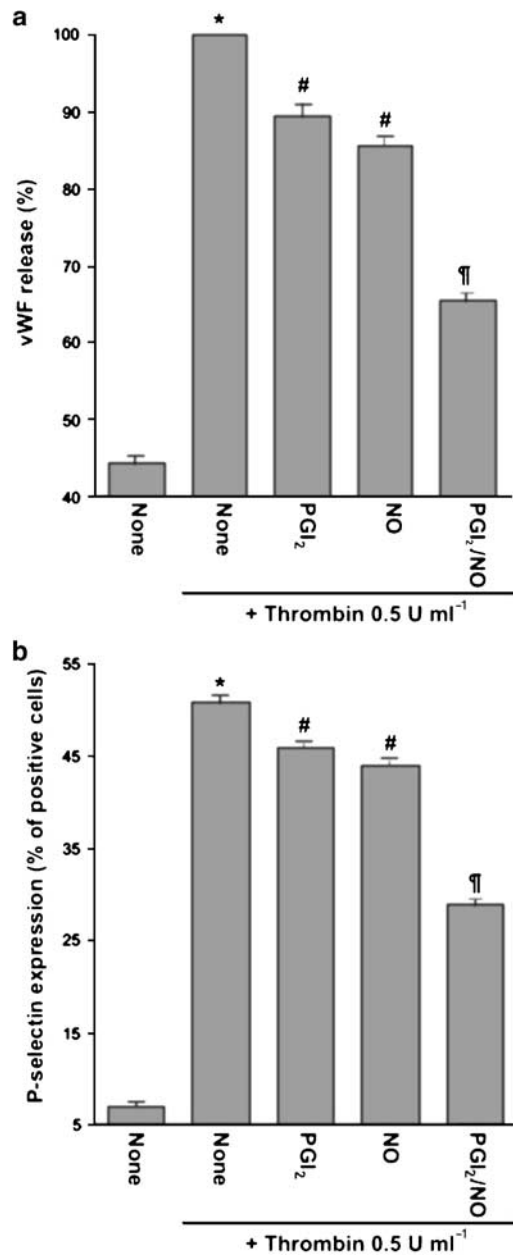 a
*
100
#
#
90
80
vWF release (%)
70
¶
60
50
40
None
None
PGI₂
NO
PGI₂/NO
+ Thrombin 0.5 U ml⁻¹
b
55
*
#
#
45
P-selectin expression (% of positive cells)
35
¶
25
15
5
None
None
PGI₂
NO
PGI₂/NO
+ Thrombin 0.5 U ml⁻¹